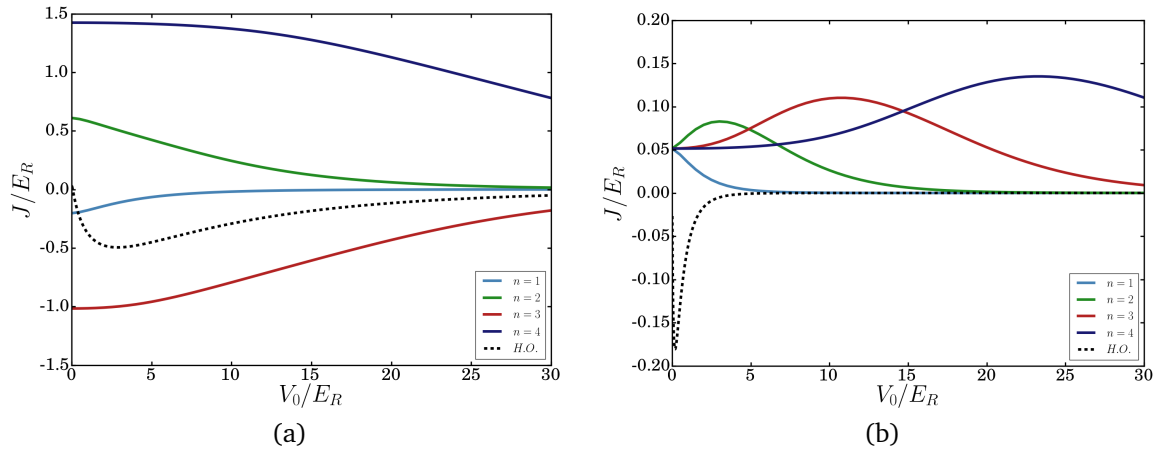 1.5
1.0
0.5
0.0
-0.5
-1.0
-1.5
J/E_R
0 5 10 15 20 25 30
V_0/E_R
n = 1
n = 2
n = 3
n = 4
H.O.
(a)
0.20
0.15
0.10
0.05
0.00
-0.05
-0.10
-0.15
-0.20
J/E_R
0 5 10 15 20 25 30
V_0/E_R
n = 1
n = 2
n = 3
n = 4
H.O.
(b)